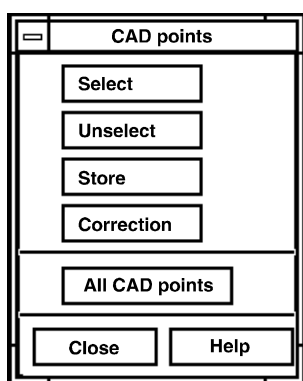 CAD points
Select
Unselect
Store
Correction
All CAD points
Close Help